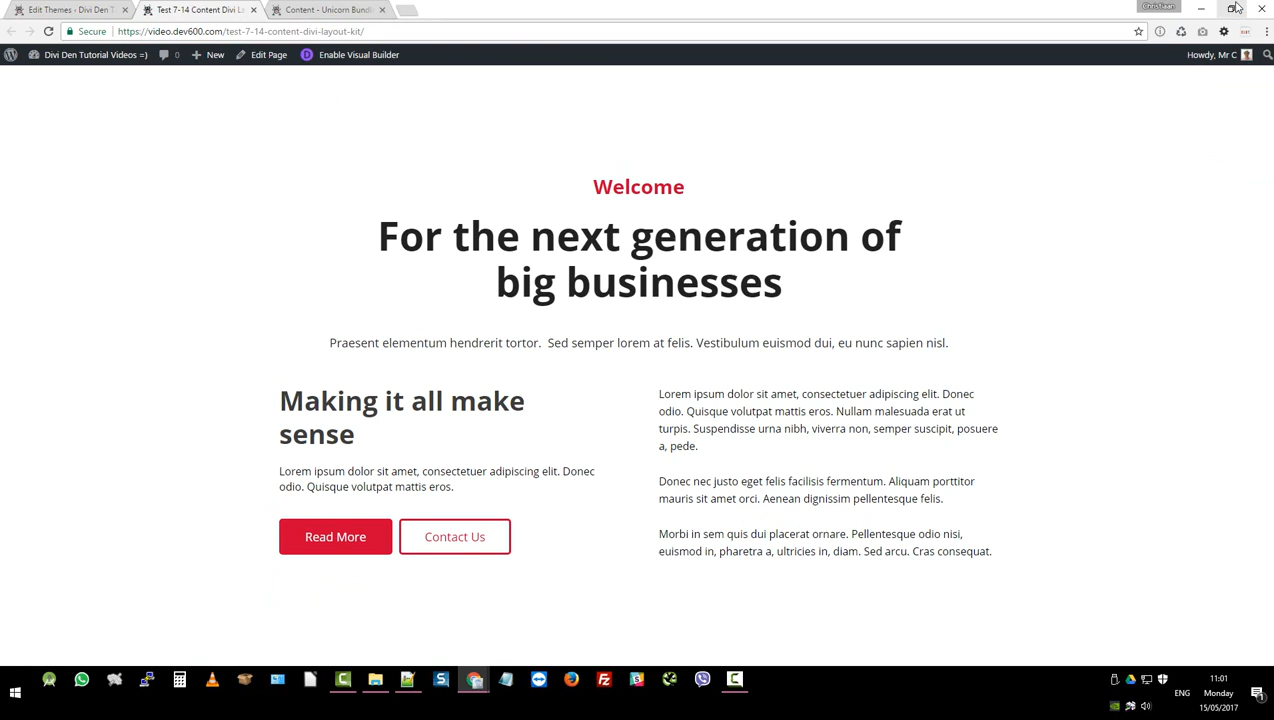 Christiaan
Edit Themes ‹ Divi Den T
Test 7-14 Content Divi La
Content - Unicorn Bundl
Secure
https://video.dev600.com/test-7-14-content-divi-layout-kit/
Divi Den Tutorial Videos =)
0
New
Edit Page
Enable Visual Builder
Howdy, Mr C
Welcome
For the next generation of
big businesses
Praesent elementum hendrerit tortor.  Sed semper lorem at felis. Vestibulum euismod dui, eu nunc sapien nisl.
Making it all make
sense
Lorem ipsum dolor sit amet, consectetuer adipiscing elit. Donec
odio. Quisque volutpat mattis eros.
Read More
Contact Us
Lorem ipsum dolor sit amet, consectetuer adipiscing elit. Donec
odio. Quisque volutpat mattis eros. Nullam malesuada erat ut
turpis. Suspendisse urna nibh, viverra non, semper suscipit, posuere
a, pede.
Donec nec justo eget felis facilisis fermentum. Aliquam porttitor
mauris sit amet orci. Aenean dignissim pellentesque felis.
Morbi in sem quis dui placerat ornare. Pellentesque odio nisi,
euismod in, pharetra a, ultricies in, diam. Sed arcu. Cras consequat.
11:01
ENG
Monday
15/05/2017